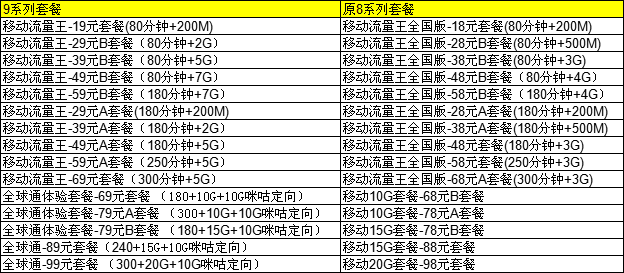 9系列套餐 原8系列套餐
移动流量王-19元套餐(80分钟+200M) 移动流量王全国版-18元套餐(80分钟+200M)
移动流量王-29元B套餐（80分钟+2G） 移动流量王全国版-28元B套餐(80分钟+500M)
移动流量王-39元B套餐（80分钟+5G） 移动流量王全国版-38元B套餐(80分钟+3G)
移动流量王-49元B套餐（80分钟+7G） 移动流量王全国版-48元B套餐（80分钟+4G）
移动流量王-59元B套餐（180分钟+7G） 移动流量王全国版-58元B套餐（180分钟+4G）
移动流量王-29元A套餐(180分钟+200M) 移动流量王全国版-28元A套餐(180分钟+200M)
移动流量王-39元A套餐（180分钟+2G） 移动流量王全国版-38元A套餐(180分钟+500M)
移动流量王-49元A套餐（180分钟+5G） 移动流量王全国版-48元套餐(180分钟+3G)
移动流量王-59元A套餐（250分钟+5G） 移动流量王全国版-58元套餐(250分钟+3G)
移动流量王-69元套餐（300分钟+5G） 移动流量王全国版-68元A套餐(300分钟+3G)
全球通体验套餐-69元套餐（180+10G+10G咪咕定向） 移动10G套餐-68元B套餐
全球通体验套餐-79元A套餐（300+10G+10G咪咕定向） 移动10G套餐-78元A套餐
全球通体验套餐-79元B套餐（180+15G+10G咪咕定向） 移动15G套餐-78元B套餐
全球通-89元套餐（240+15G+10G咪咕定向） 移动15G套餐-88元套餐
全球通-99元套餐（300+20G+10G咪咕定向） 移动20G套餐-98元套餐